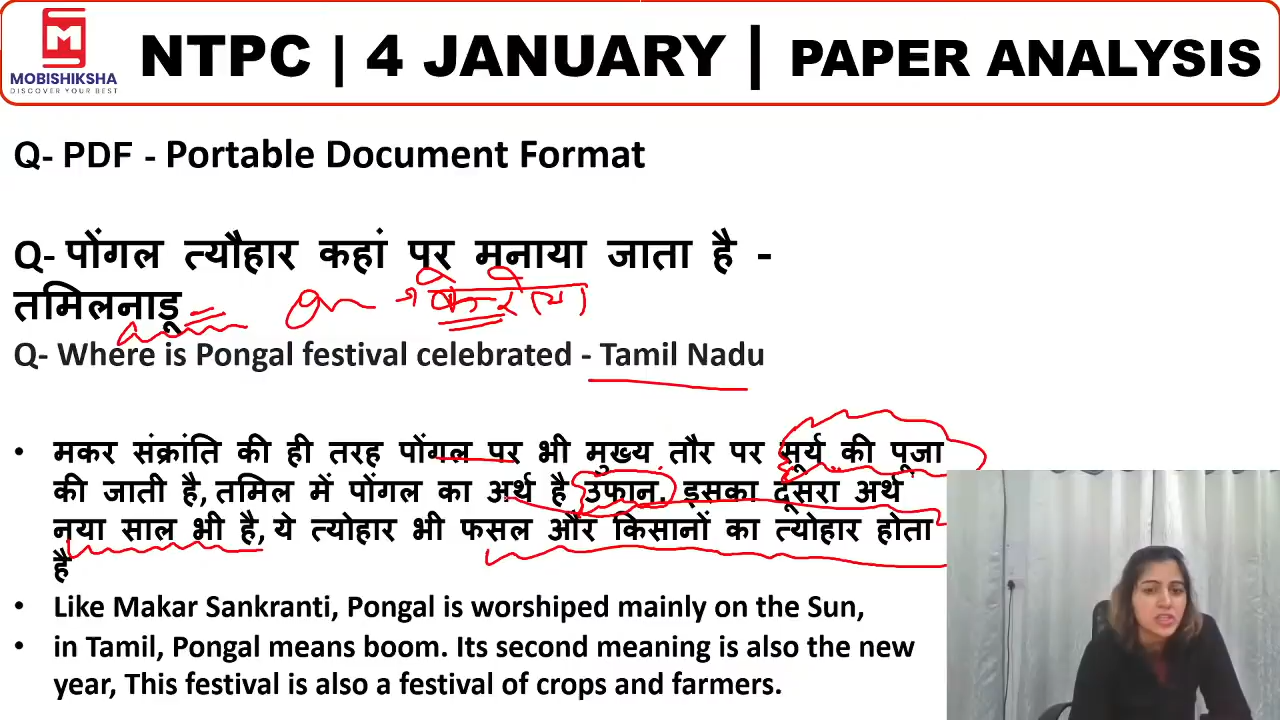 MOBISHIKSHA
DISCOVER YOUR BEST
NTPC | 4 JANUARY | PAPER ANALYSIS
Q- PDF - Portable Document Format
Q- पोंगल त्यौहार कहां पर मनाया जाता है -
तमिलनाडू
Q- Where is Pongal festival celebrated - Tamil Nadu
• मकर संक्रांति की ही तरहं पोंगल पर भी मुख्य तौर पर सूर्य की पूजा
की जाती है, तमिल में पोंगल का अर्थ है उफान, इसका दूसरा अर्थ
नया साल भी है, ये त्योहार भी फसल और किसानों का त्योहार होता
है
• Like Makar Sankranti, Pongal is worshiped mainly on the Sun,
• in Tamil, Pongal means boom. Its second meaning is also the new
year, This festival is also a festival of crops and farmers.